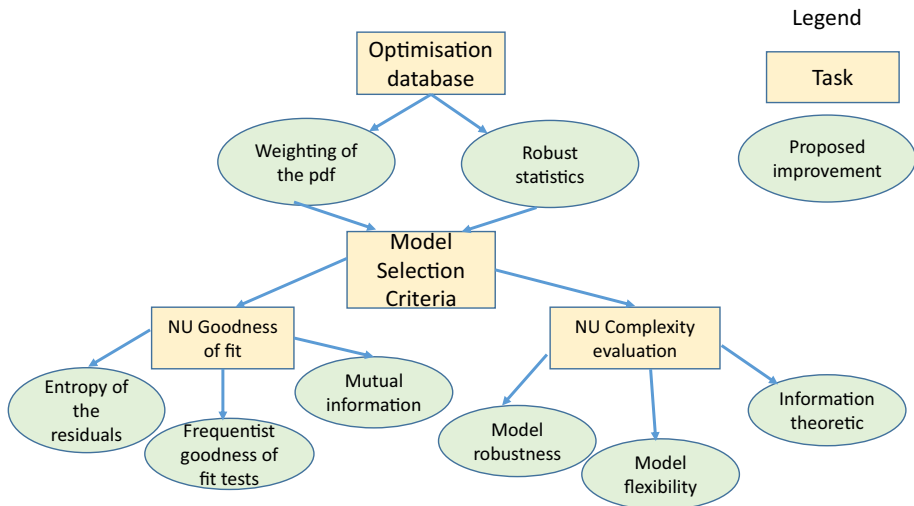 Legend
Optimisation
database
Task
Weighting of
the pdf
Robust
statistics
Proposed
improvement
Model
Selection
Criteria
NU Goodness
of fit
NU Complexity
evaluation
Entropy of
the
residuals
Frequentist
goodness of
fit tests
Mutual
information
Model
robustness
Model
flexibility
Information
theoretic